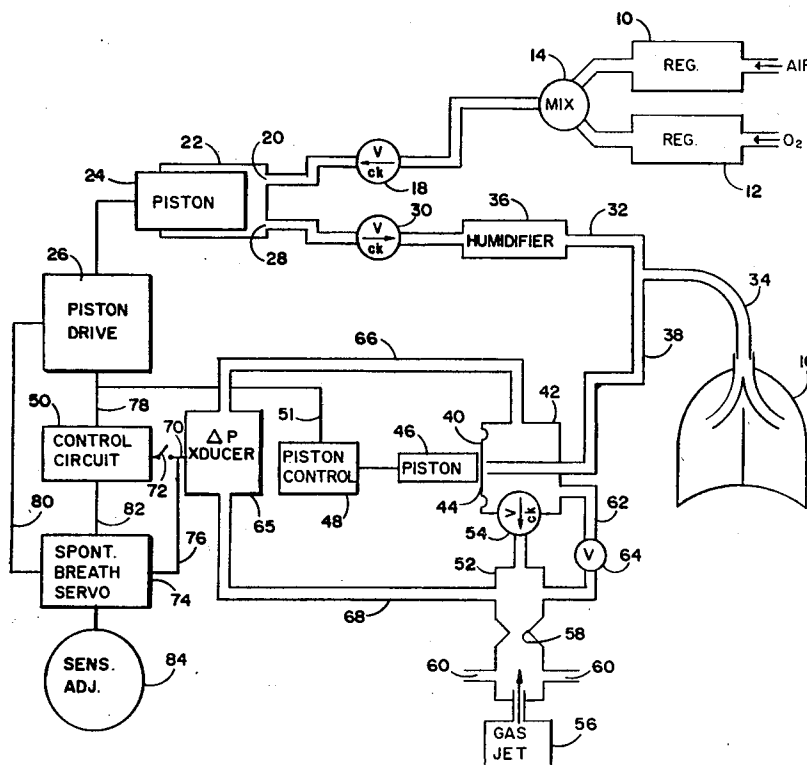 10
14
REG.
AIR
MIX
22
20
V
ck
18
REG.
O2
12
24
PISTON
30
V
ck
28
36
HUMIDIFIER
32
26
PISTON DRIVE
34
66
38
16
50
78
51
40
42
CONTROL CIRCUIT
70
ΔP XDUCER
46
PISTON
72
PISTON CONTROL
44
V
ck
62
80
82
65
48
54
76
52
V
64
SPONT. BREATH SERVO
74
68
58
60
60
SENS. ADJ.
84
GAS JET
56